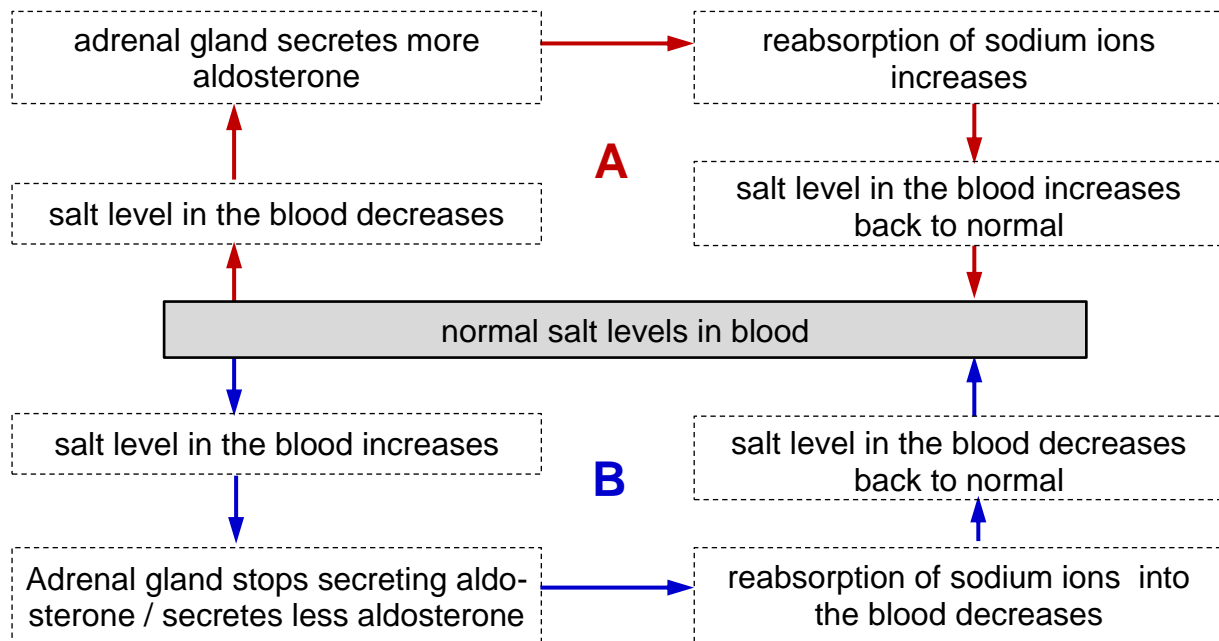 adrenal gland secretes more
aldosterone
reabsorption of sodium ions
increases
A
salt level in the blood decreases
salt level in the blood increases
back to normal
normal salt levels in blood
salt level in the blood increases
B
salt level in the blood decreases
back to normal
Adrenal gland stops secreting aldo-
sterone / secretes less aldosterone
reabsorption of sodium ions into
the blood decreases